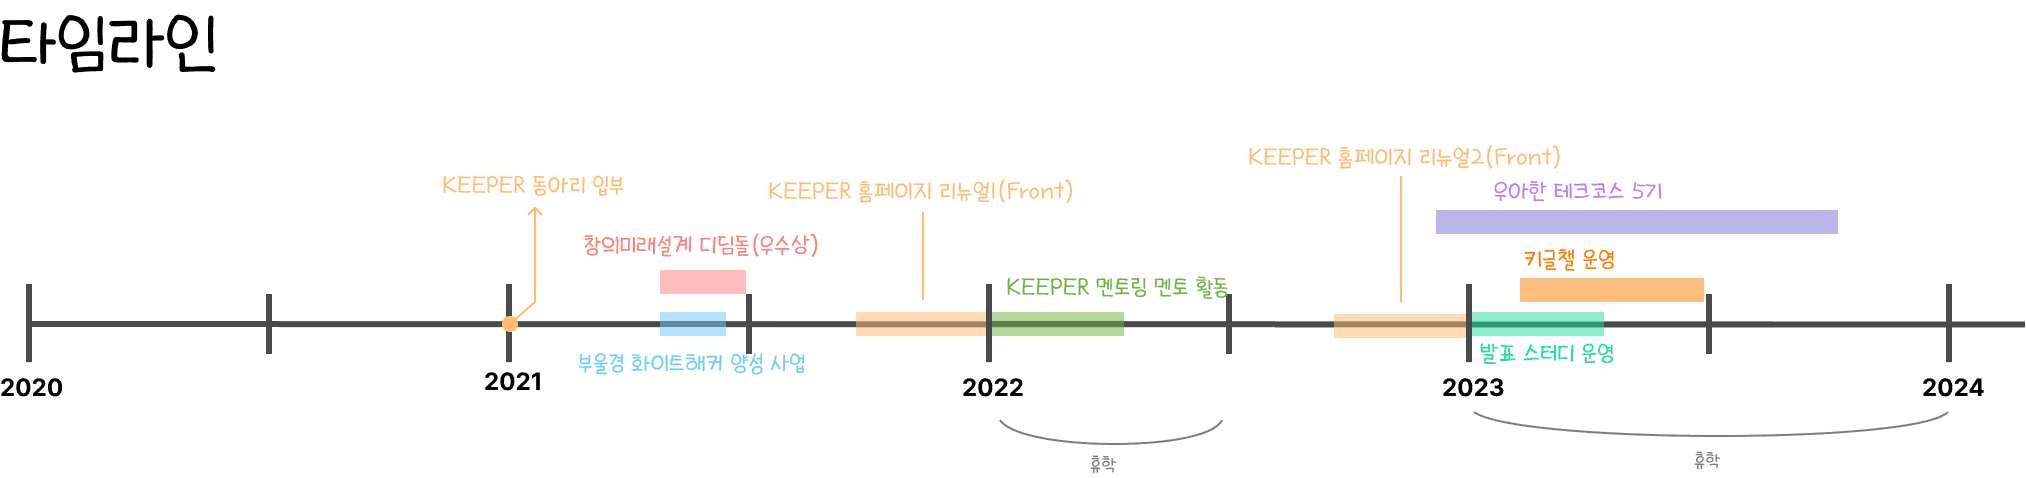 타임라인
KEEPER 홈페이지 리뉴얼2(Front)
KEEPER 동아리 입부
KEEPER 홈페이지 리뉴얼1(Front)
우아한 테크코스 5기
창의미래설계 디딤돌(우수상)
키글챌 운영
KEEPER 멘토링 멘토 활동
부울경 화이트해커 양성 사업
발표 스터디 운영
2020
2021
2022
2023
2024
휴학
휴학